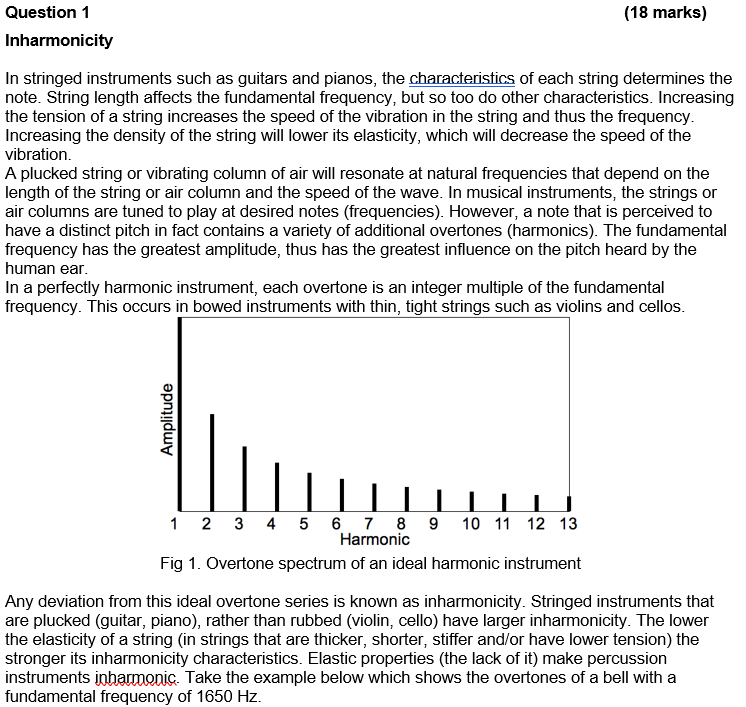 Question 1 (18 marks)
Inharmonicity
In stringed instruments such as guitars and pianos, the characteristics of each string determines the
note. String length affects the fundamental frequency, but so too do other characteristics. Increasing
the tension of a string increases the speed of the vibration in the string and thus the frequency.
Increasing the density of the string will lower its elasticity, which will decrease the speed of the
vibration.
A plucked string or vibrating column of air will resonate at natural frequencies that depend on the
length of the string or air column and the speed of the wave. In musical instruments, the strings or
air columns are tuned to play at desired notes (frequencies). However, a note that is perceived to
have a distinct pitch in fact contains a variety of additional overtones (harmonics). The fundamental
frequency has the greatest amplitude, thus has the greatest influence on the pitch heard by the
human ear.
In a perfectly harmonic instrument, each overtone is an integer multiple of the fundamental
frequency. This occurs in bowed instruments with thin, tight strings such as violins and cellos.
Amplitude
1 2 3 4 5 6 7 8 9 10 11 12 13
Harmonic
Fig 1. Overtone spectrum of an ideal harmonic instrument
Any deviation from this ideal overtone series is known as inharmonicity. Stringed instruments that
are plucked (guitar, piano), rather than rubbed (violin, cello) have larger inharmonicity. The lower
the elasticity of a string (in strings that are thicker, shorter, stiffer and/or have lower tension) the
stronger its inharmonicity characteristics. Elastic properties (the lack of it) make percussion
instruments inharmonic. Take the example below which shows the overtones of a bell with a
fundamental frequency of 1650 Hz.